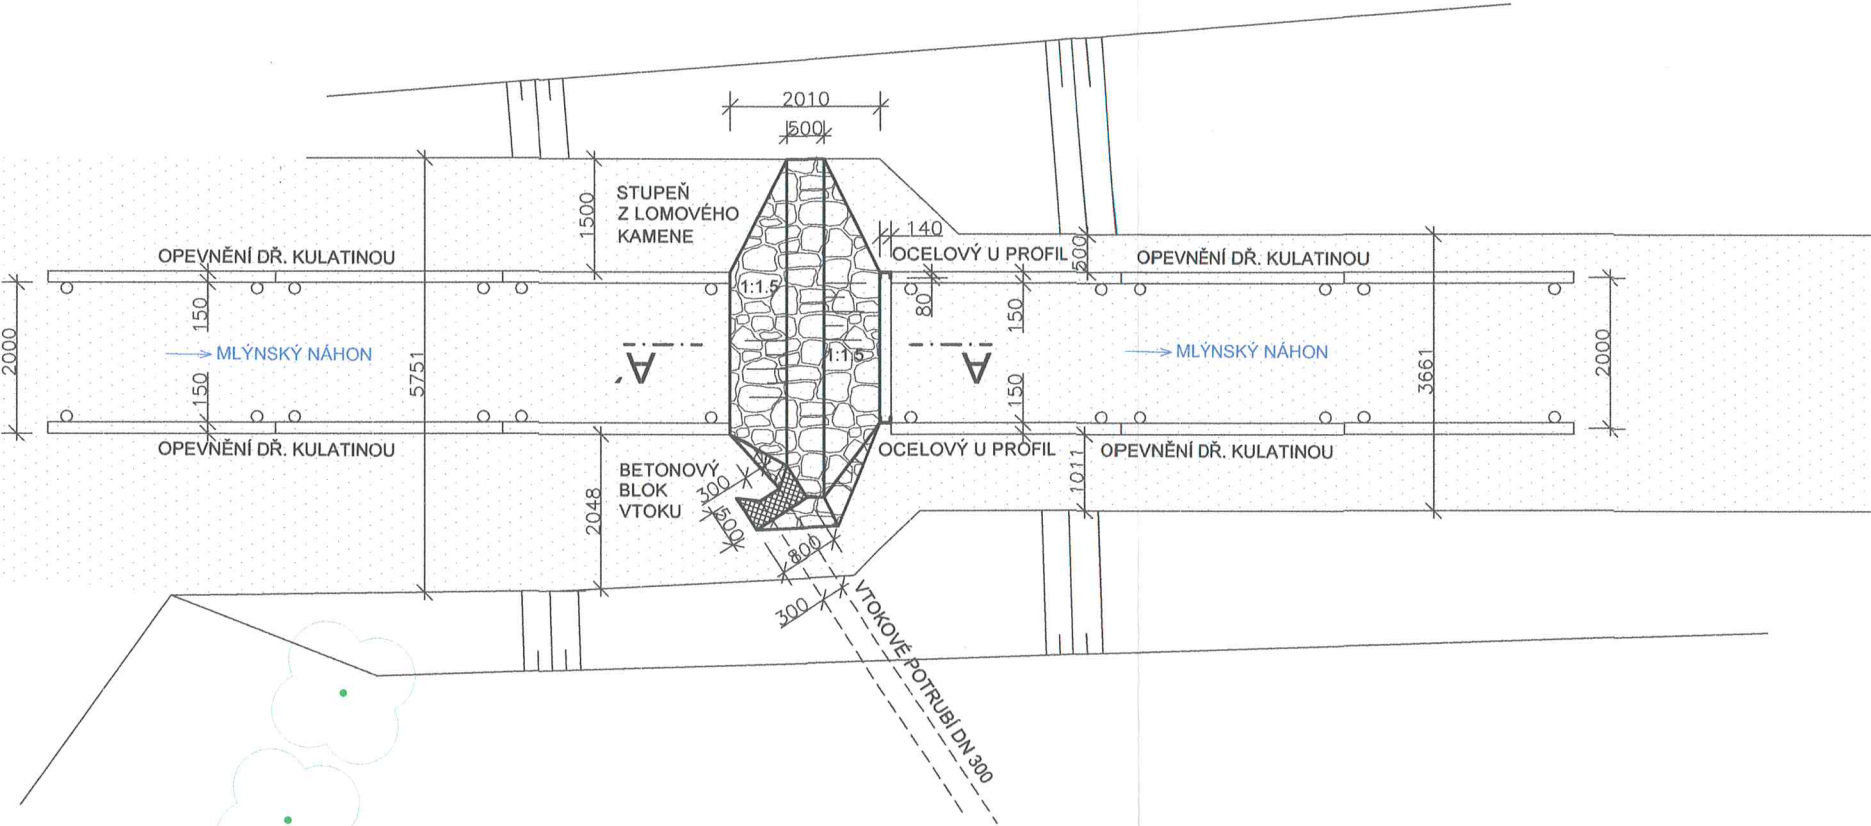 2010
500
STUPEŇ
Z LOMOVÉHO
KAMENE
1500
140
OPEVNĚNÍ DŘ. KULATINOU
OCELOVÝ U PROFIL
500
OPEVNĚNÍ DŘ. KULATINOU
1:1.5
150
80
150
2000
MLÝNSKÝ NÁHON
5751
A´
1:1.5
A
MLÝNSKÝ NÁHON
3661
2000
150
150
OPEVNĚNÍ DŘ. KULATINOU
OCELOVÝ U PROFIL
OPEVNĚNÍ DŘ. KULATINOU
BETONOVÝ
BLOK
VTOKU
300
500
2048
1011
800
300
VTOKOVÉ POTRUBÍ DN 300